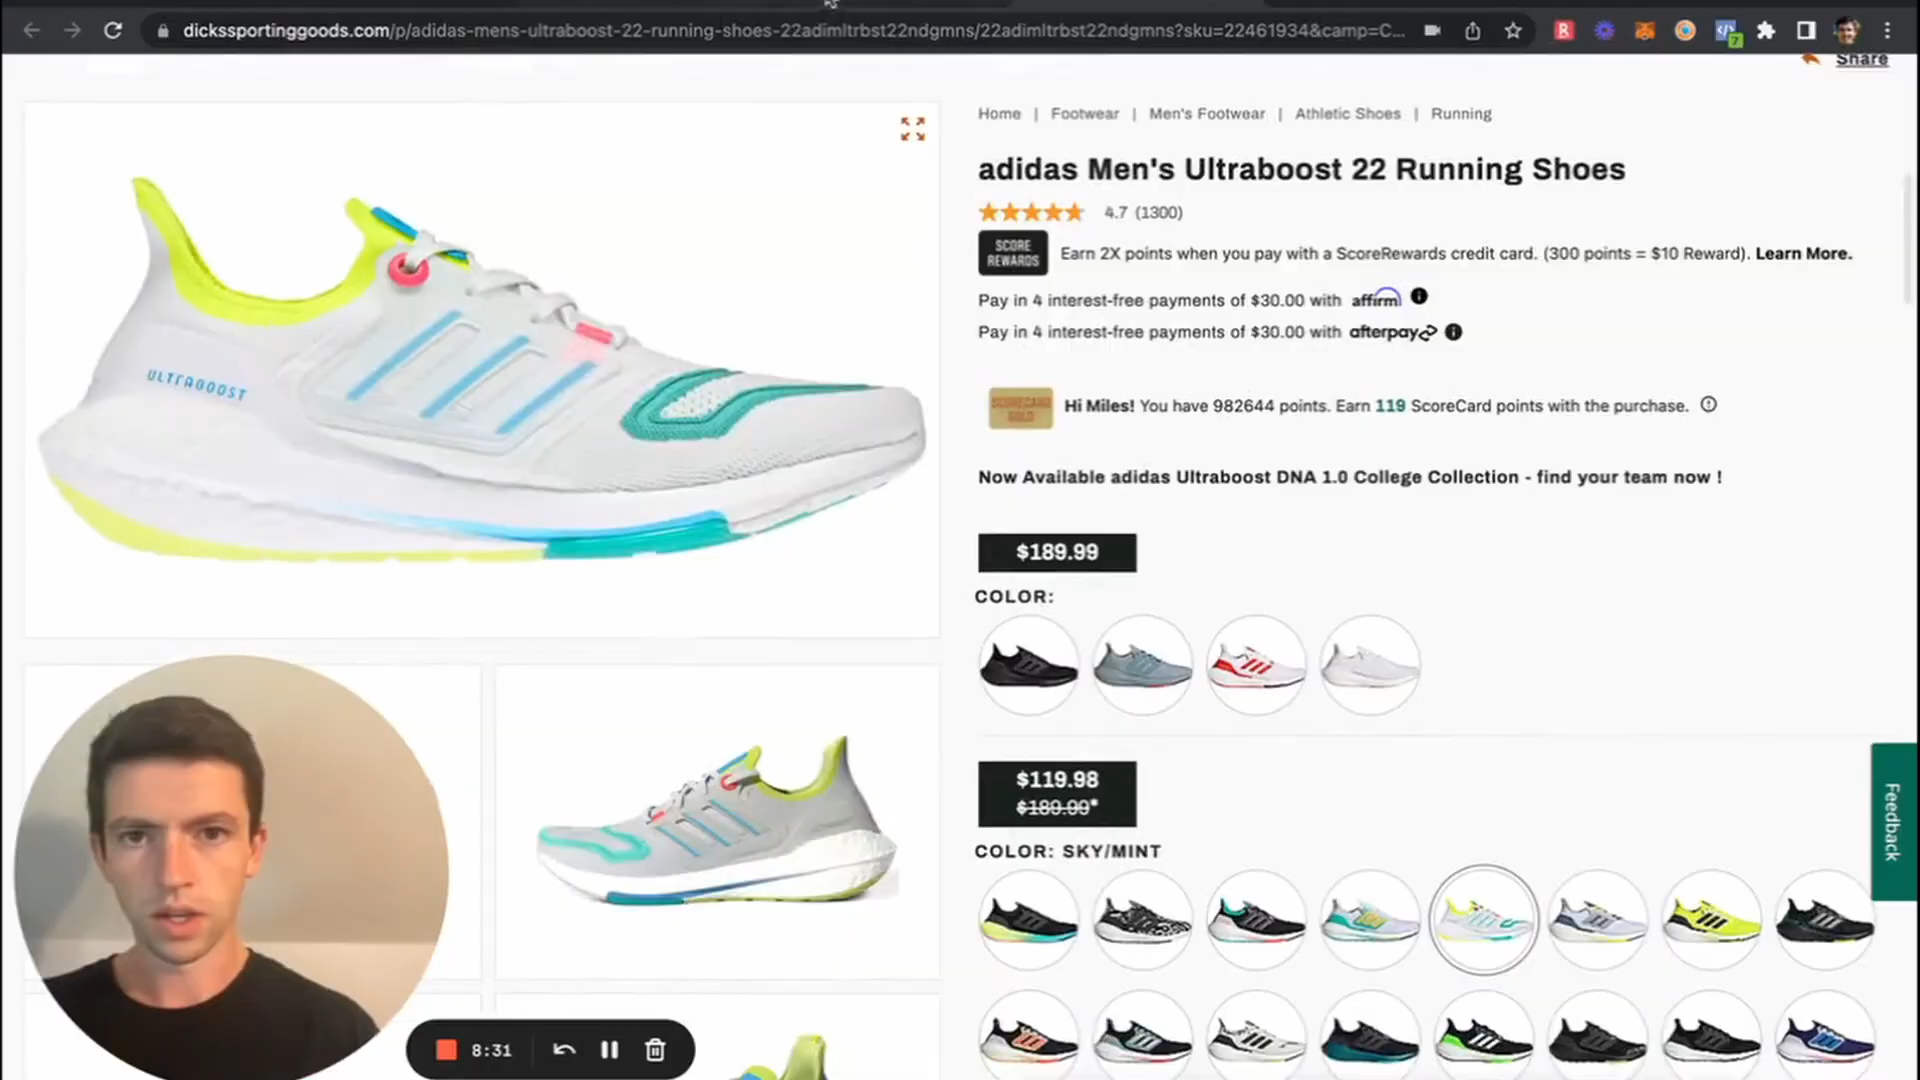 dickssportinggoods.com/p/adidas-mens-ultraboost-22-running-shoes-22adimltrbst22ndgmns/22adimltrbst22ndgmns?sku=22461934&camp=C...
7
Share
Home | Footwear | Men's Footwear | Athletic Shoes | Running
adidas Men's Ultraboost 22 Running Shoes
4.7 (1300)
SCORE
REWARDS
Earn 2X points when you pay with a ScoreRewards credit card. (300 points = $10 Reward). Learn More.
Pay in 4 interest-free payments of $30.00 with affirm
Pay in 4 interest-free payments of $30.00 with afterpay
SCORECARD
GOLD
Hi Miles! You have 982644 points. Earn 119 ScoreCard points with the purchase.
Now Available adidas Ultraboost DNA 1.0 College Collection - find your team now !
$189.99
COLOR:
$119.98
$189.99*
COLOR: SKY/MINT
Feedback
ULTRABOOST
8:31